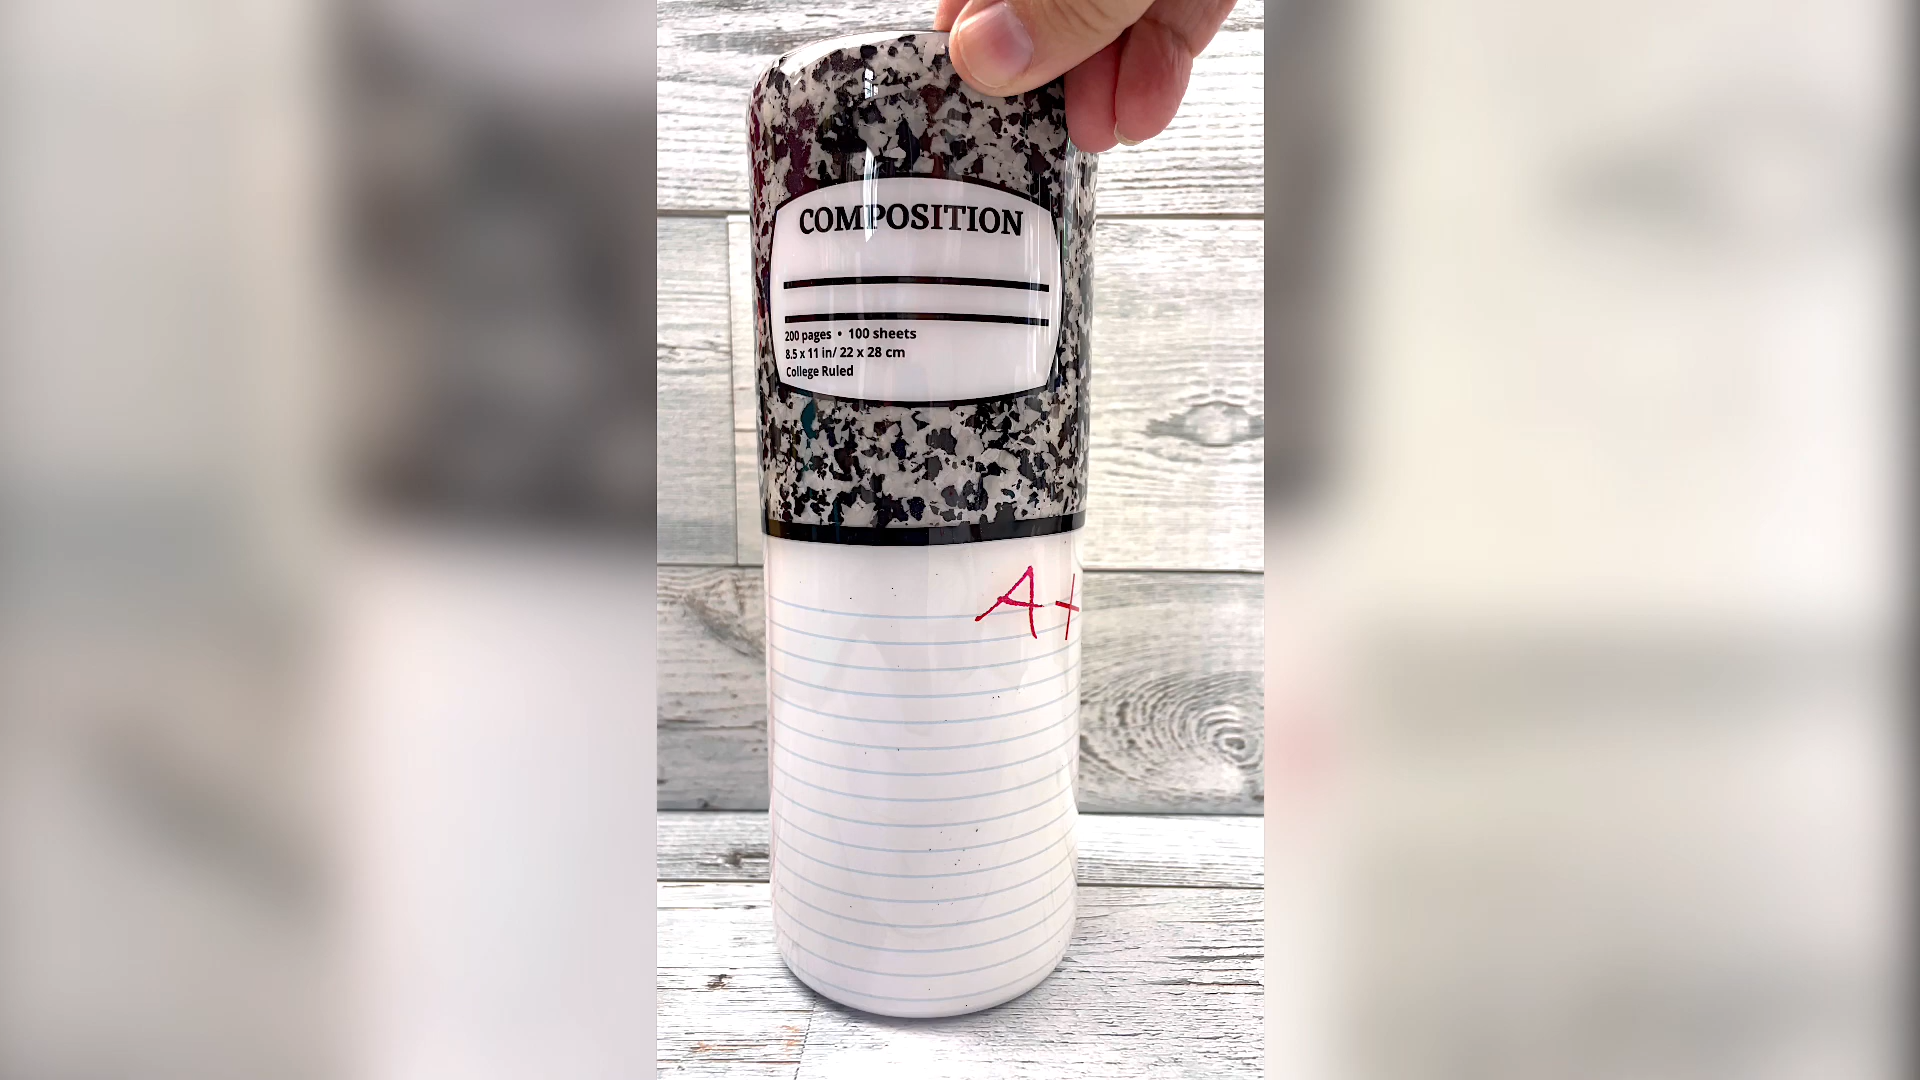 COMPOSITION
200 pages • 100 sheets
8.5 x 11 in/ 22 x 28 cm
College Ruled
A+